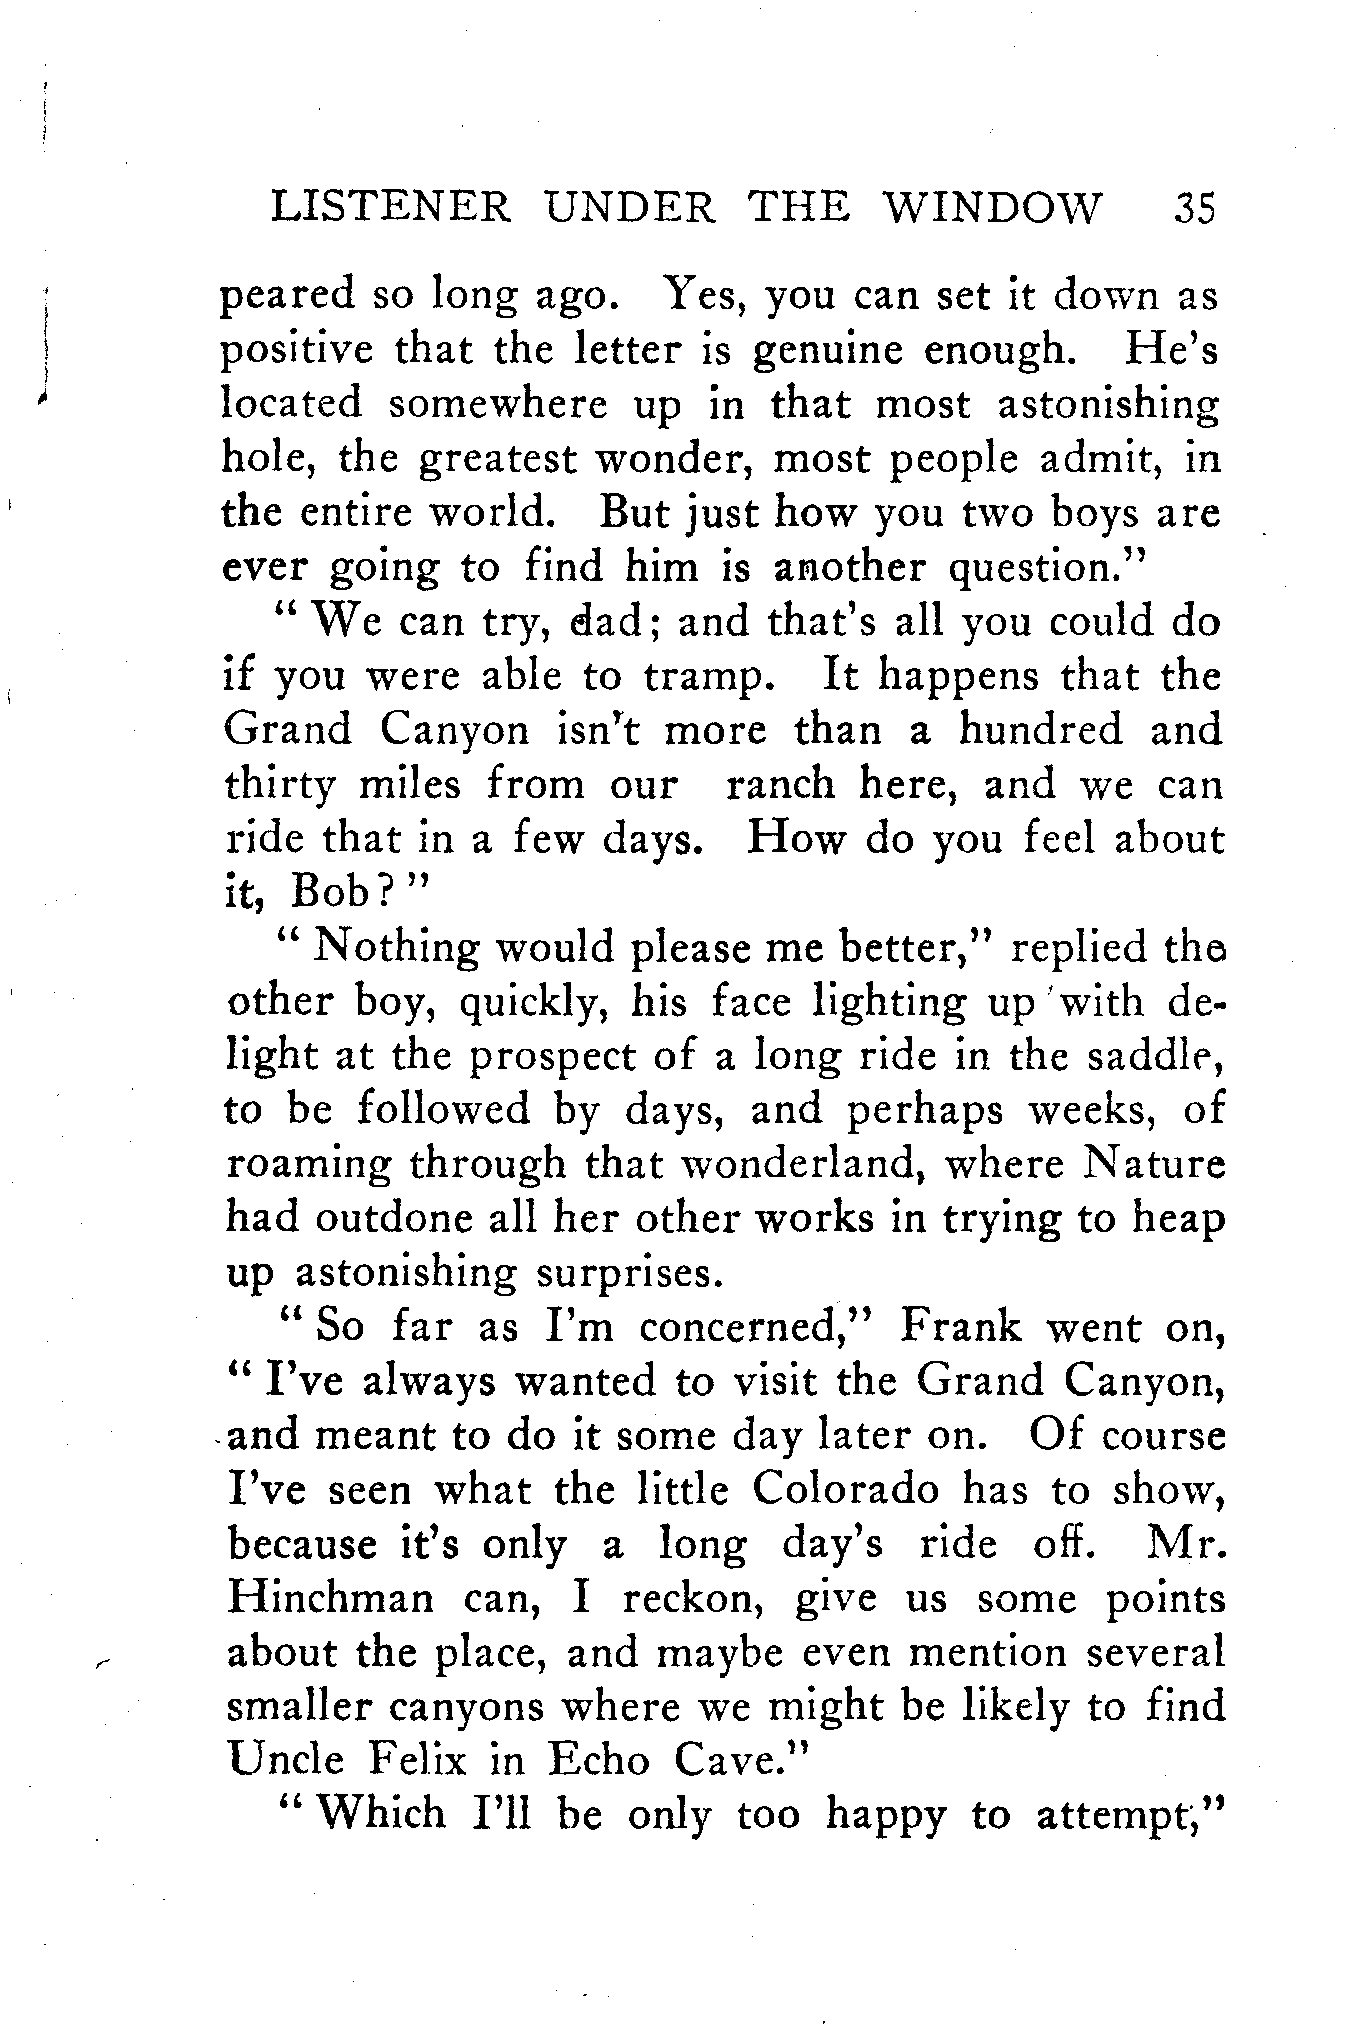 LISTENER UNDER THE WINDOW 35
peared so long ago. Yes, you can set it down as
positive that the letter is genuine enough. He's
located somewhere up in that most astonishing
hole, the greatest wonder, most people admit, in
the entire world. But just how you two boys are
ever going to find him is another question."
" We can try, dad; and that's all you could do
if you were able to tramp. It happens that the
Grand Canyon isn't more than a hundred and
thirty miles from our ranch here, and we can
ride that in a few days. How do you feel about
it, Bob? "
" Nothing would please me better," replied the
other boy, quickly, his face lighting up with de-
light at the prospect of a long ride in the saddle,
to be followed by days, and perhaps weeks, of
roaming through that wonderland, where Nature
had outdone all her other works in trying to heap
up astonishing surprises.
" So far as I'm concerned," Frank went on,
" I've always wanted to visit the Grand Canyon,
and meant to do it some day later on. Of course
I've seen what the little Colorado has to show,
because it's only a long day's ride off. Mr.
Hinchman can, I reckon, give us some points
about the place, and maybe even mention several
smaller canyons where we might be likely to find
Uncle Felix in Echo Cave."
" Which I'll be only too happy to attempt,"